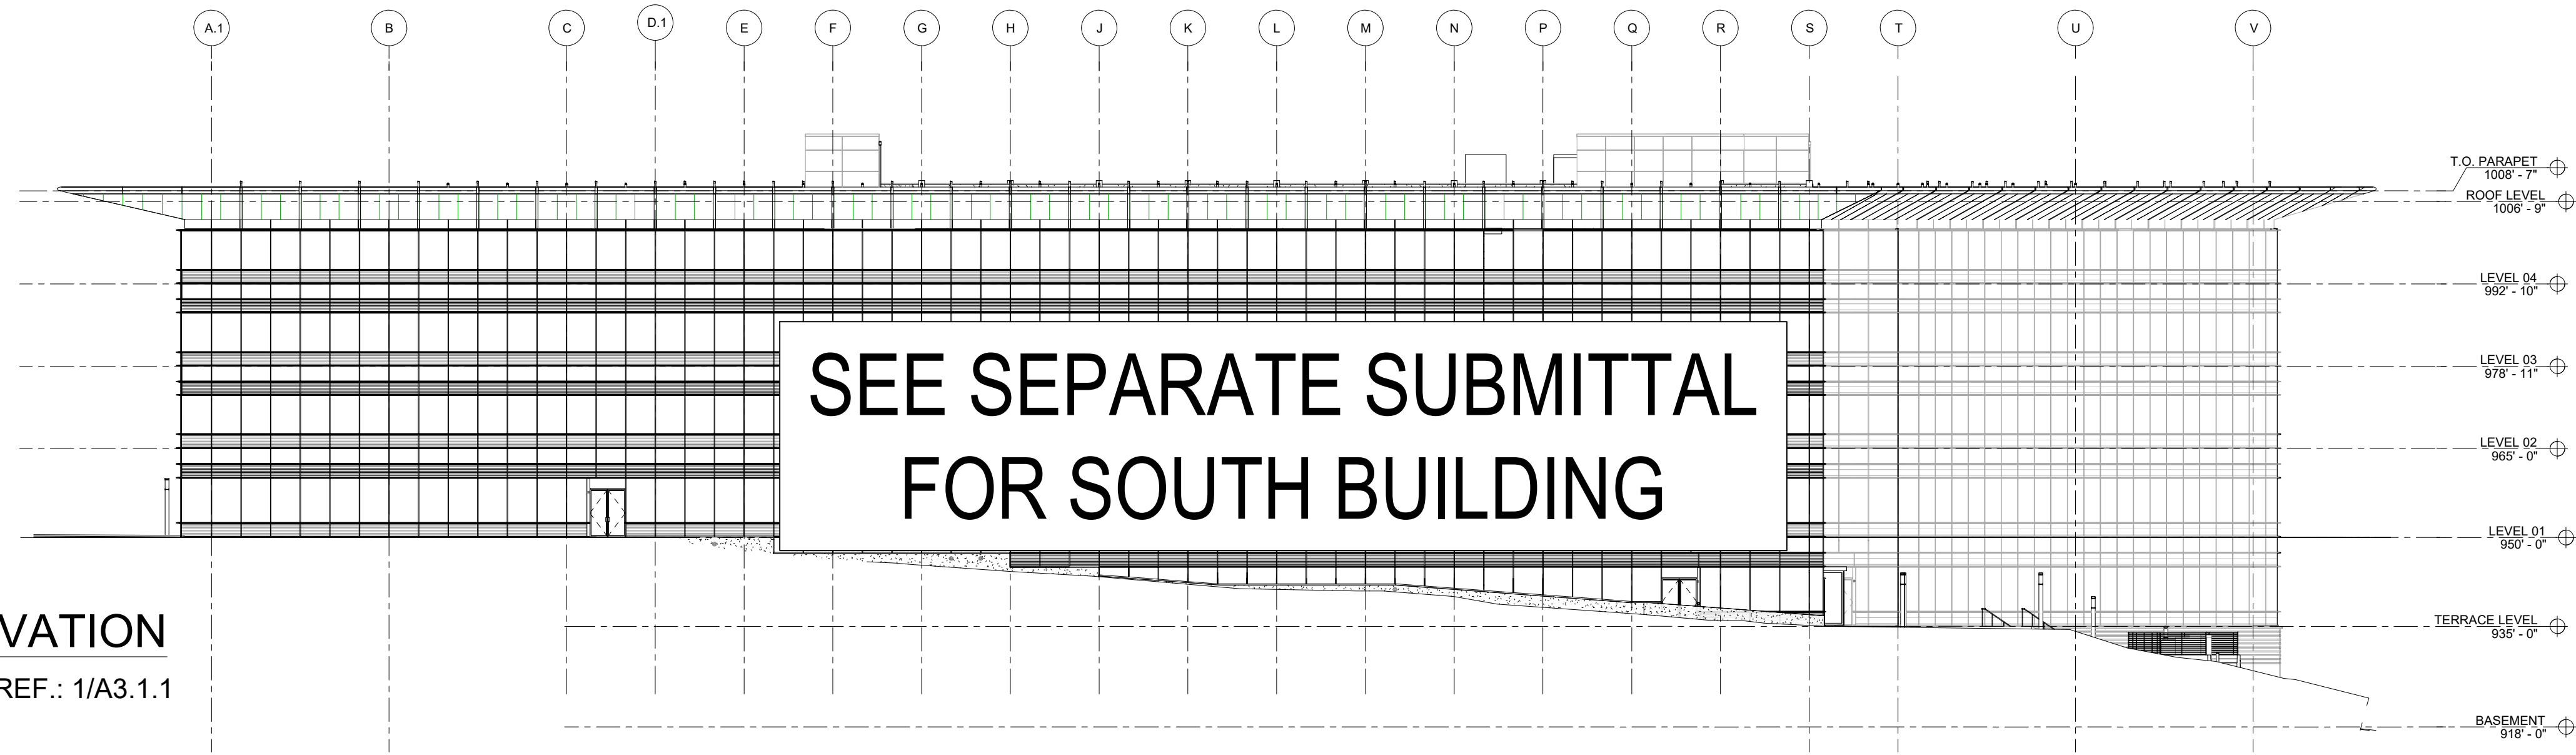 A.1 B C D.1 E F G H J K L M N P Q R S T U V
T.O. PARAPET
1008' - 7"
ROOF LEVEL
1006' - 9"
LEVEL 04
992' - 10"
LEVEL 03
978' - 11"
SEE SEPARATE SUBMITTAL
FOR SOUTH BUILDING
LEVEL 02
965' - 0"
LEVEL 01
950' - 0"
VATION
REF.: 1/A3.1.1
TERRACE LEVEL
935' - 0"
BASEMENT
918' - 0"